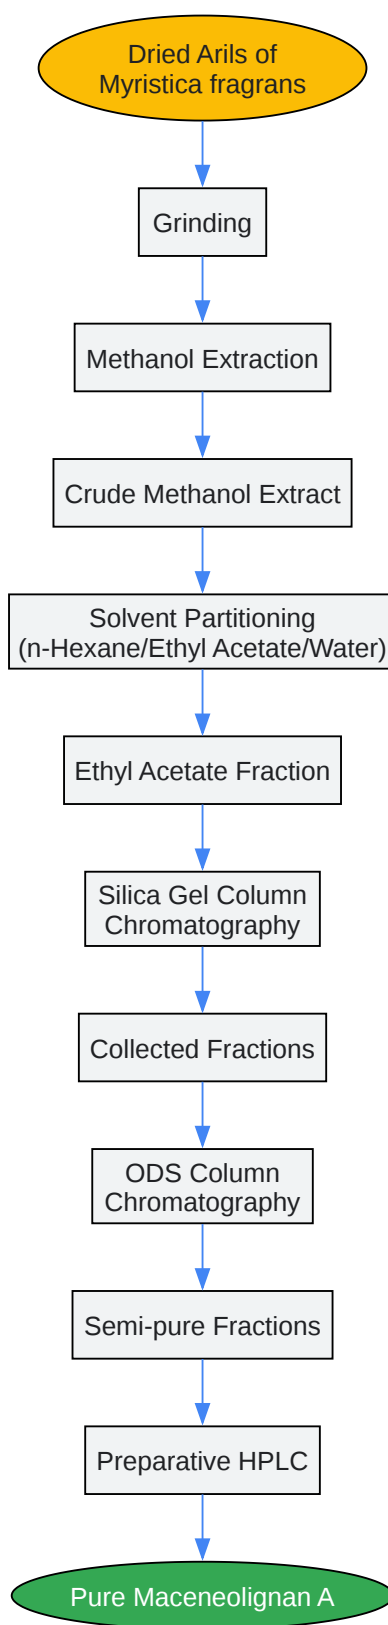 Dried Arils of
Myristica fragrans
Grinding
Methanol Extraction
Crude Methanol Extract
Solvent Partitioning
(n-Hexane/Ethyl Acetate/Water)
Ethyl Acetate Fraction
Silica Gel Column
Chromatography
Collected Fractions
ODS Column
Chromatography
Semi-pure Fractions
Preparative HPLC
Pure Maceneolignan A